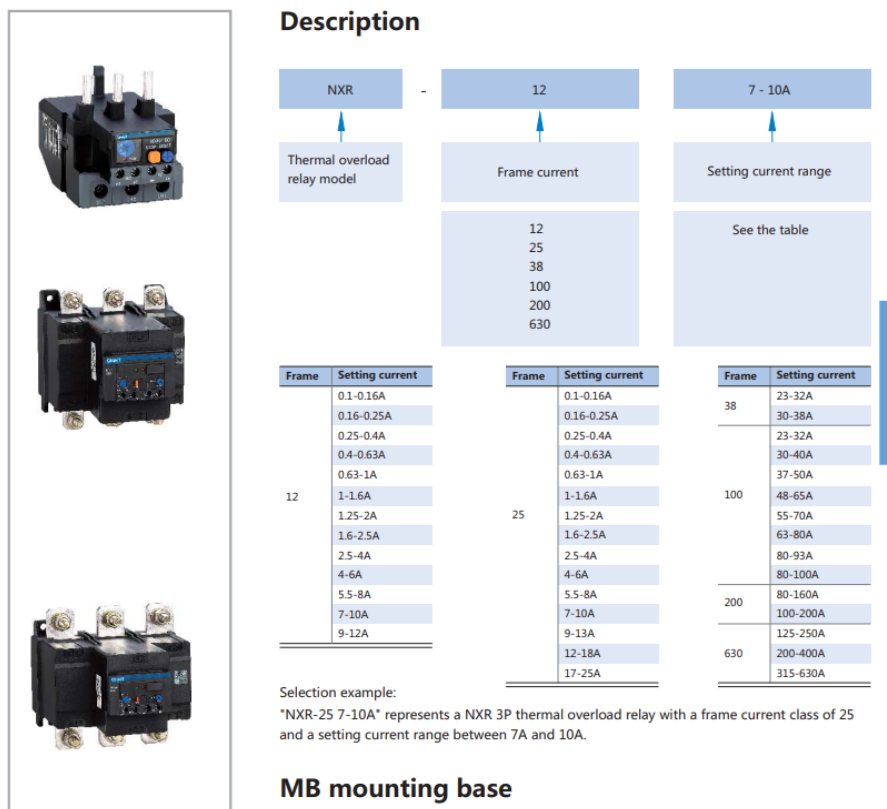 Description
NXR - 12 7 - 10A
Thermal overload
relay model
Frame current
Setting current range
12
25
38
100
200
630
See the table
Frame Setting current
12
0.1-0.16A
0.16-0.25A
0.25-0.4A
0.4-0.63A
0.63-1A
1-1.6A
1.25-2A
1.6-2.5A
2.5-4A
4-6A
5.5-8A
7-10A
9-12A
Frame Setting current
25
0.1-0.16A
0.16-0.25A
0.25-0.4A
0.4-0.63A
0.63-1A
1-1.6A
1.25-2A
1.6-2.5A
2.5-4A
4-6A
5.5-8A
7-10A
9-13A
12-18A
17-25A
Frame Setting current
38
23-32A
30-38A
100
23-32A
30-40A
37-50A
48-65A
55-70A
63-80A
80-93A
80-100A
200
80-160A
100-200A
630
125-250A
200-400A
315-630A
Selection example:
"NXR-25 7-10A" represents a NXR 3P thermal overload relay with a frame current class of 25
and a setting current range between 7A and 10A.
MB mounting base